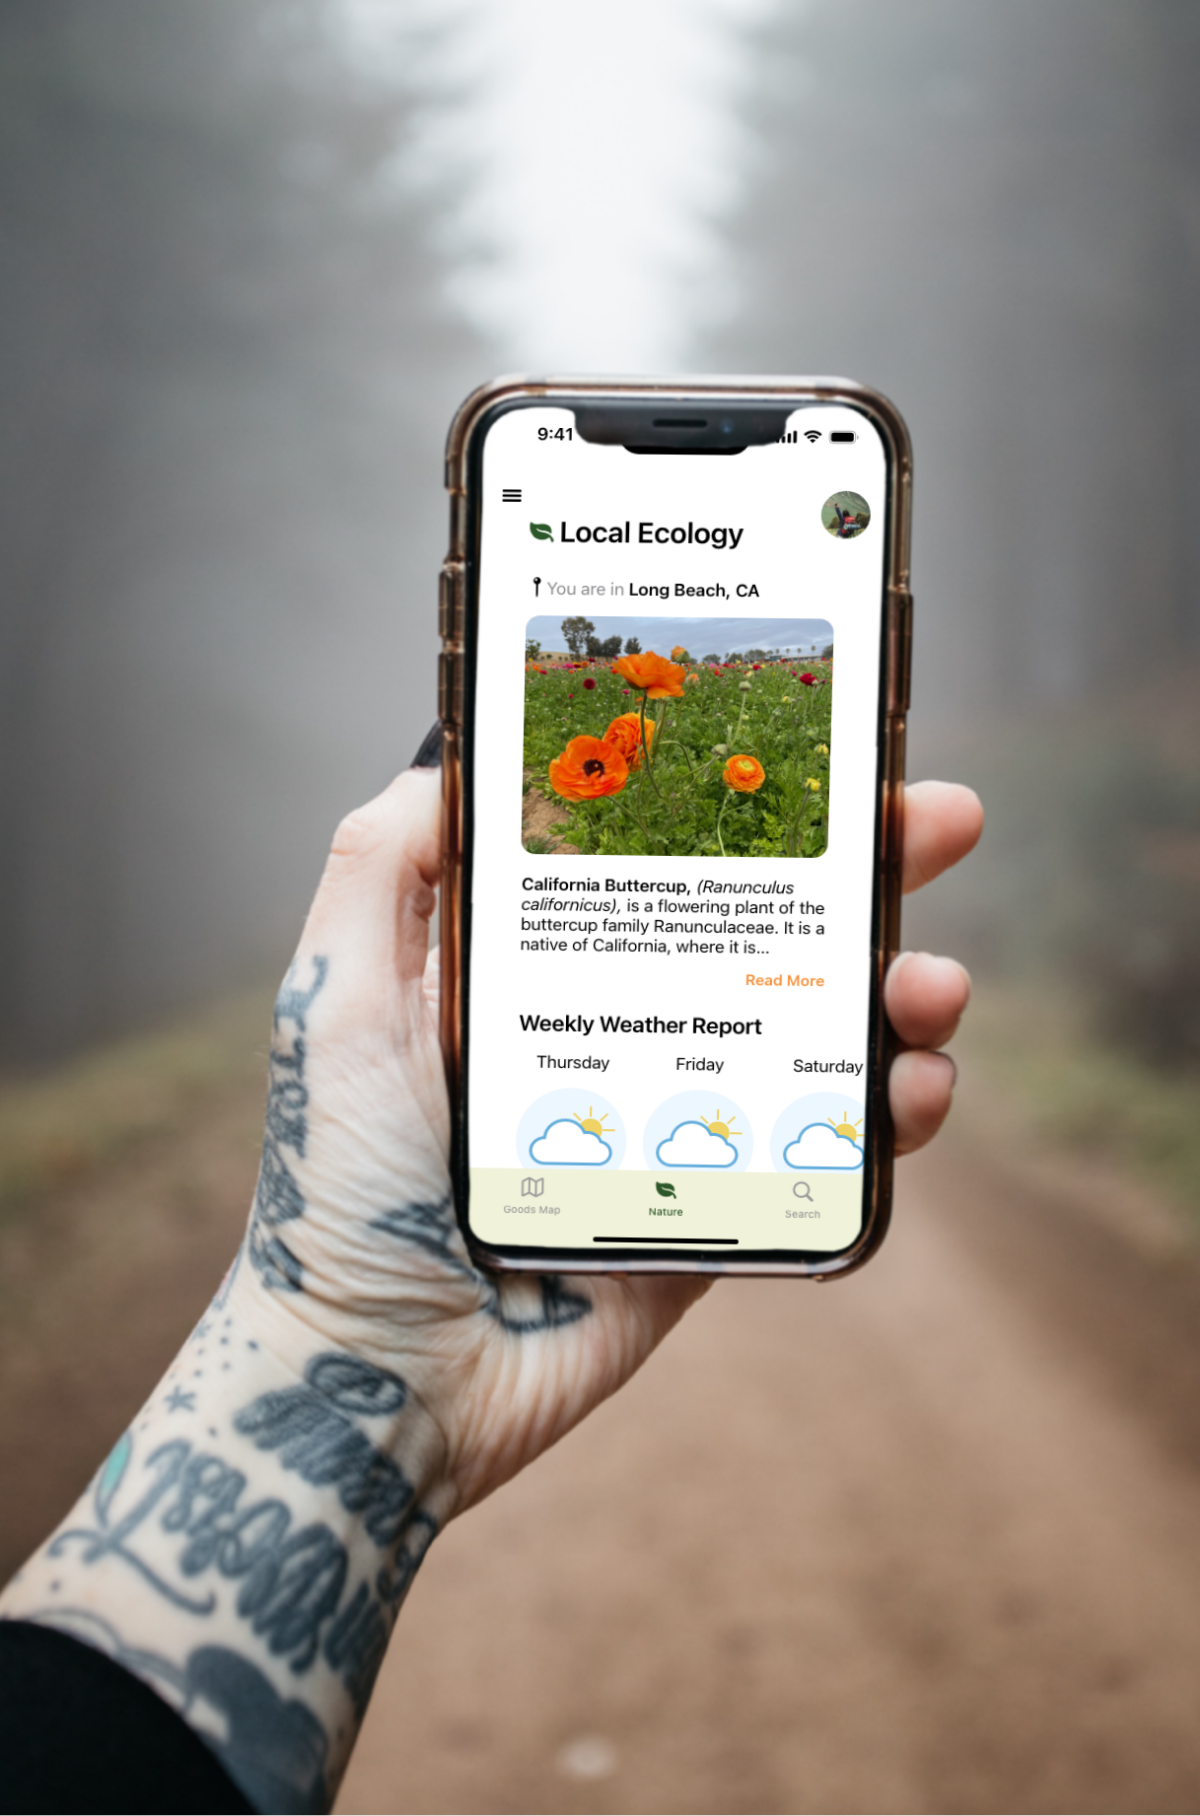 9:41
Local Ecology
You are in Long Beach, CA
California Buttercup, (Ranunculus
californicus), is a flowering plant of the
buttercup family Ranunculaceae. It is a
native of California, where it is...
Read More
Weekly Weather Report
Thursday Friday Saturday
Goods Map Nature Search